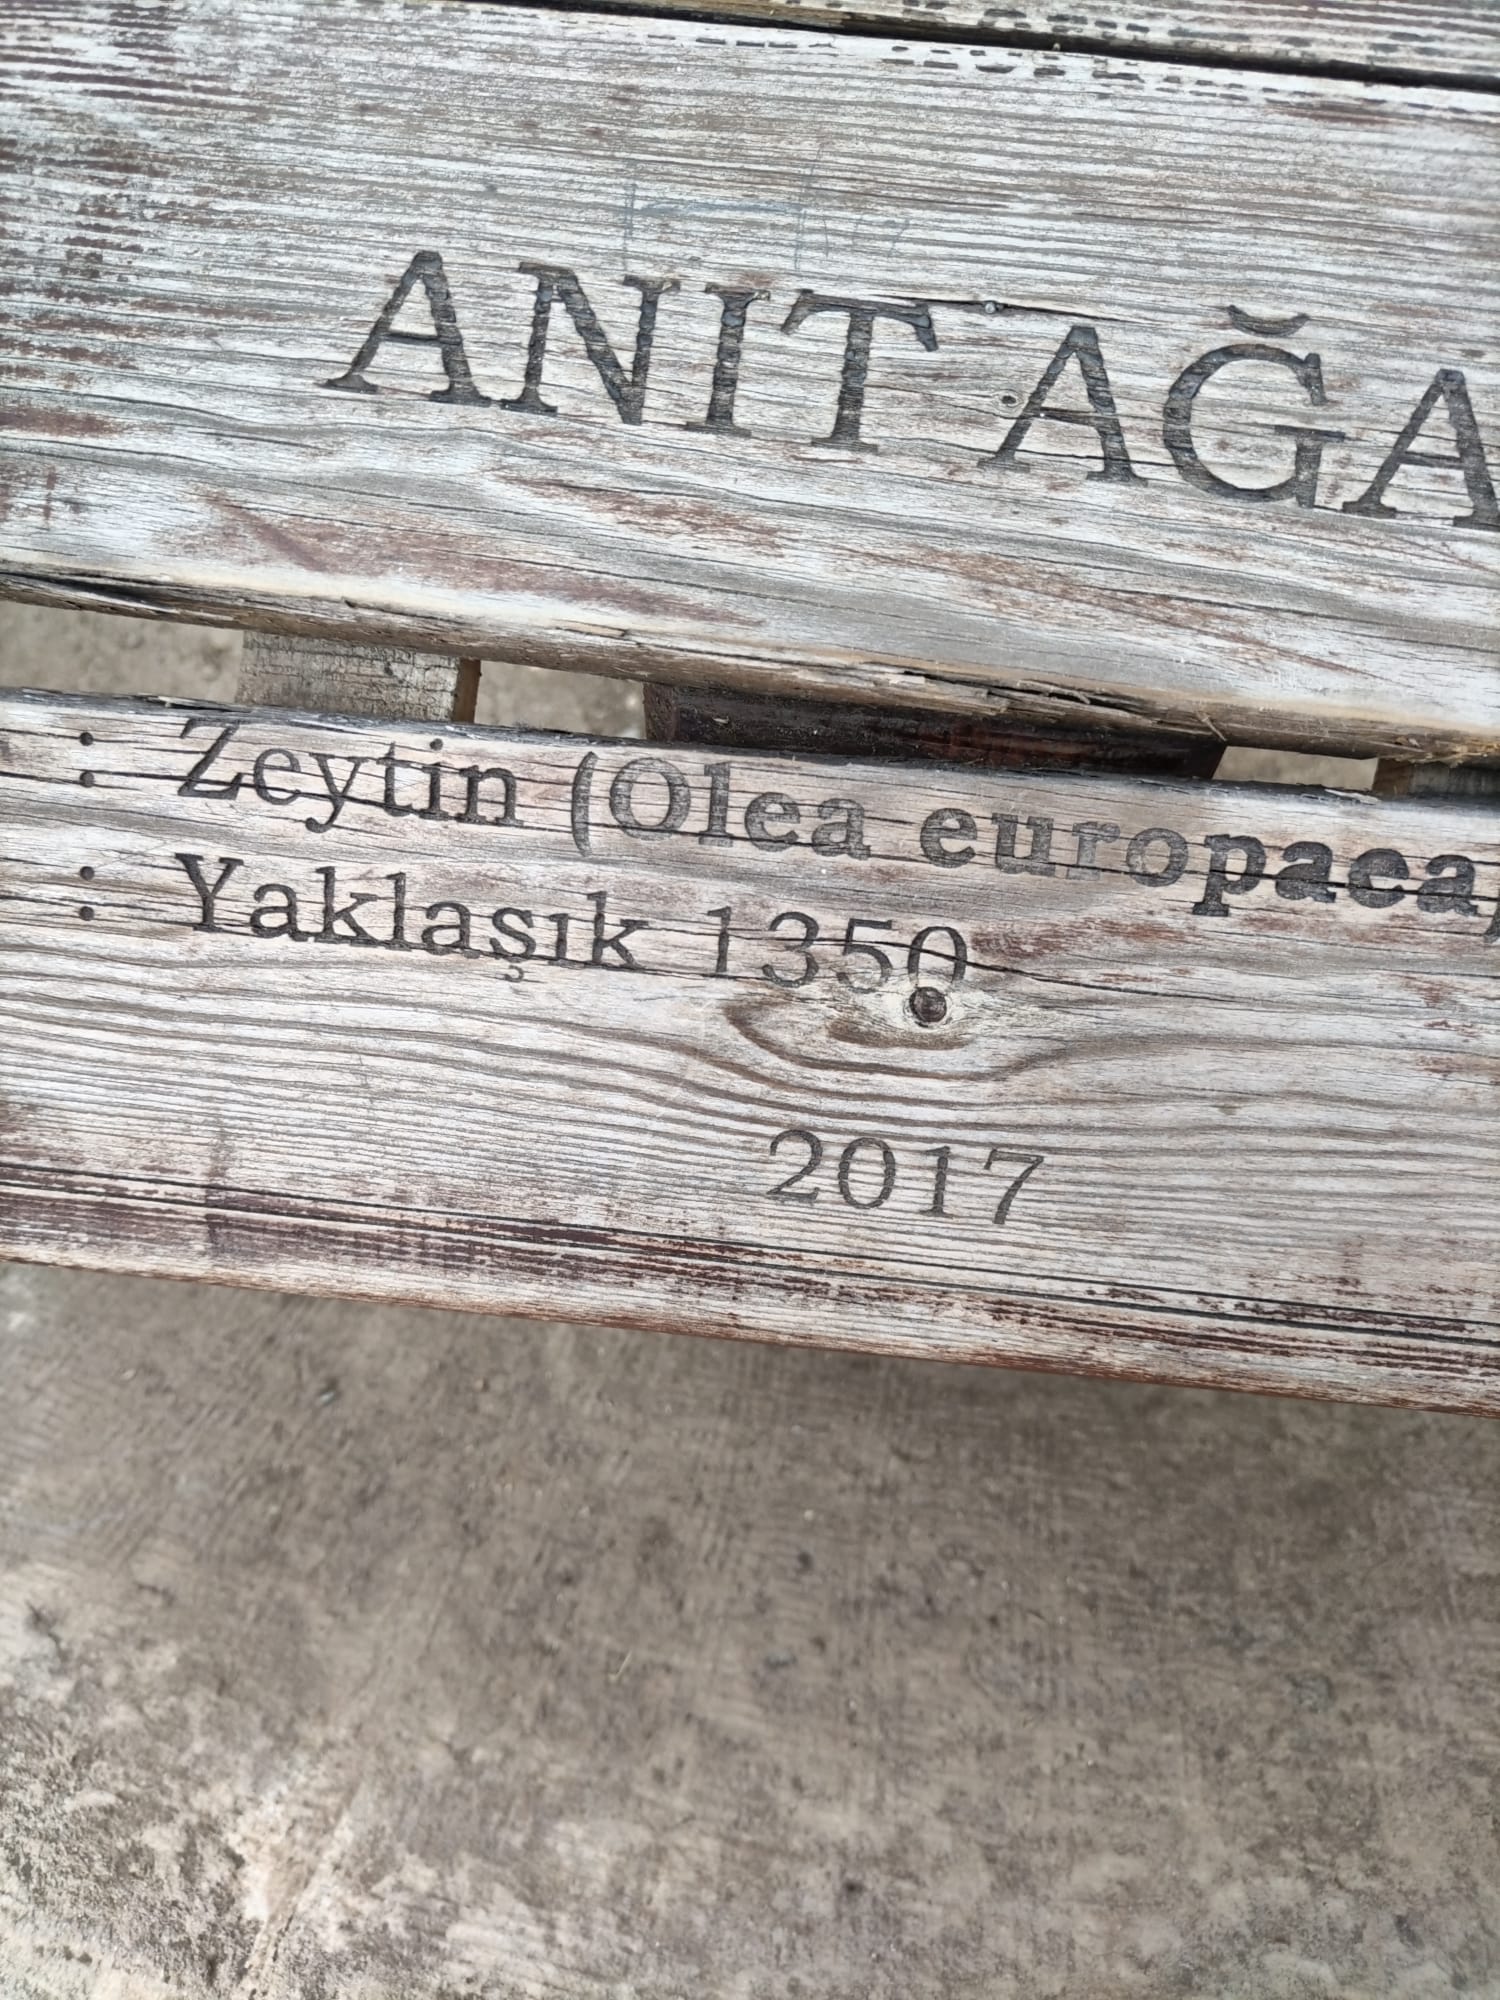 ANIT AĞA
: Zeytin (Olea europaea)
: Yaklaşık 1350
2017